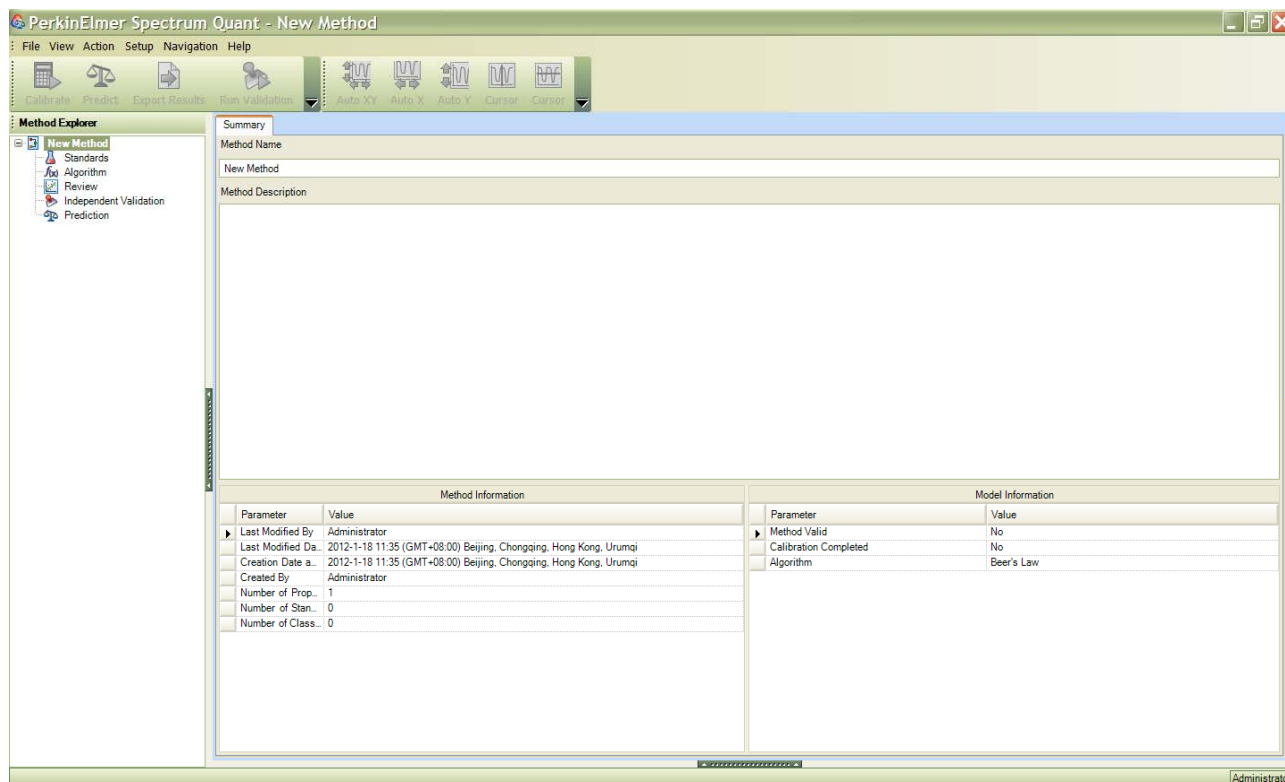 PerkinElmer Spectrum Quant - New Method
File View Action Setup Navigation Help
Calibrate Predict Export Results Run Validation Auto XY Auto X Auto Y Cursor Cursor
Method Explorer
New Method
Standards
f(x) Algorithm
Review
Independent Validation
Prediction
Summary
Method Name
New Method
Method Description
Method Information
Parameter Value
Last Modified By Administrator
Last Modified Da... 2012-1-18 11:35 (GMT+08:00) Beijing, Chongqing, Hong Kong, Urumqi
Creation Date a... 2012-1-18 11:35 (GMT+08:00) Beijing, Chongqing, Hong Kong, Urumqi
Created By Administrator
Number of Prop... 1
Number of Stan... 0
Number of Class... 0
Model Information
Parameter Value
Method Valid No
Calibration Completed No
Algorithm Beer's Law
Administrato